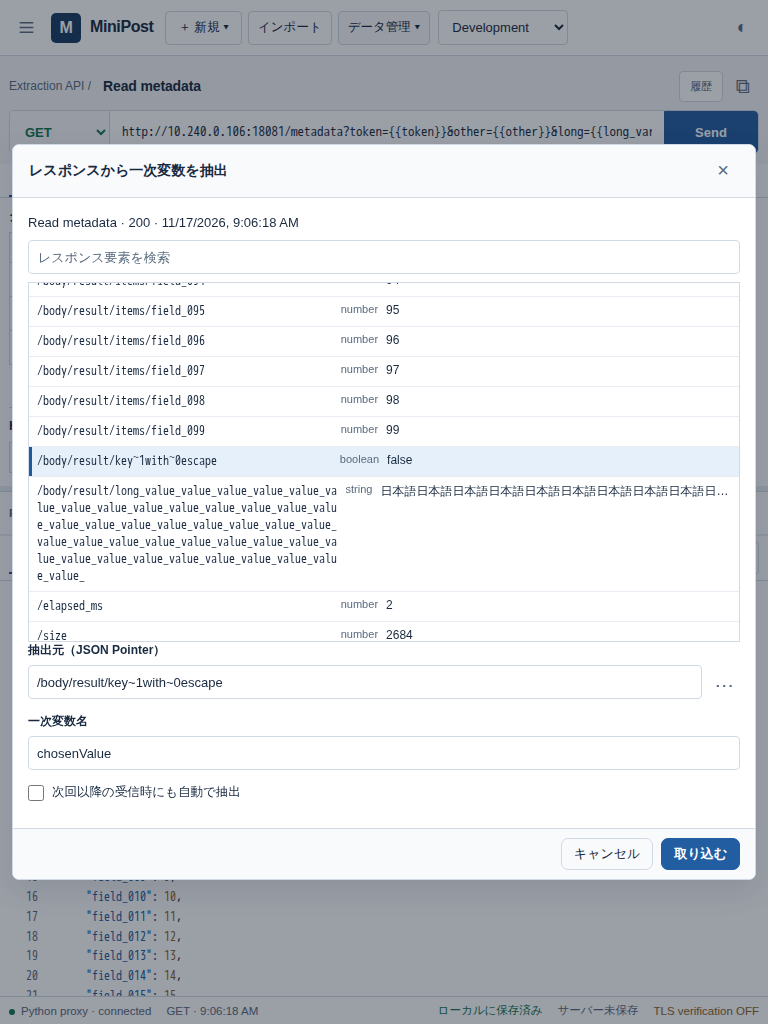 M MiniPost ＋ 新規 ▾ インポート データ管理 ▾ Development
Extraction API / Read metadata 履歴
GET http://10.240.0.106:18081/metadata?token={{token}}&other={{other}}&long={{long_var Send
レスポンスから一次変数を抽出 ×
Read metadata · 200 · 11/17/2026, 9:06:18 AM
レスポンス要素を検索
/body/result/items/field_095 number 95
/body/result/items/field_096 number 96
/body/result/items/field_097 number 97
/body/result/items/field_098 number 98
/body/result/items/field_099 number 99
/body/result/key~1with~0escape boolean false
/body/result/long_value_value_value_value_value_va string 日本語日本語日本語日本語日本語日本語日本語日本語日本語日本語日…
lue_value_value_value_value_value_value_value_valu
e_value_value_value_value_value_value_value_value_
value_value_value_value_value_value_value_value_va
lue_value_value_value_value_value_value_value_valu
e_value_
/elapsed_ms number 2
/size number 2684
抽出元（JSON Pointer）
/body/result/key~1with~0escape ...
一次変数名
chosenValue
次回以降の受信時にも自動で抽出
キャンセル 取り込む
16 "field_010": 10,
17 "field_011": 11,
18 "field_012": 12,
19 "field_013": 13,
20 "field_014": 14,
21 "field_015": 15,
Python proxy · connected GET · 9:06:18 AM ローカルに保存済み サーバー未保存 TLS verification OFF